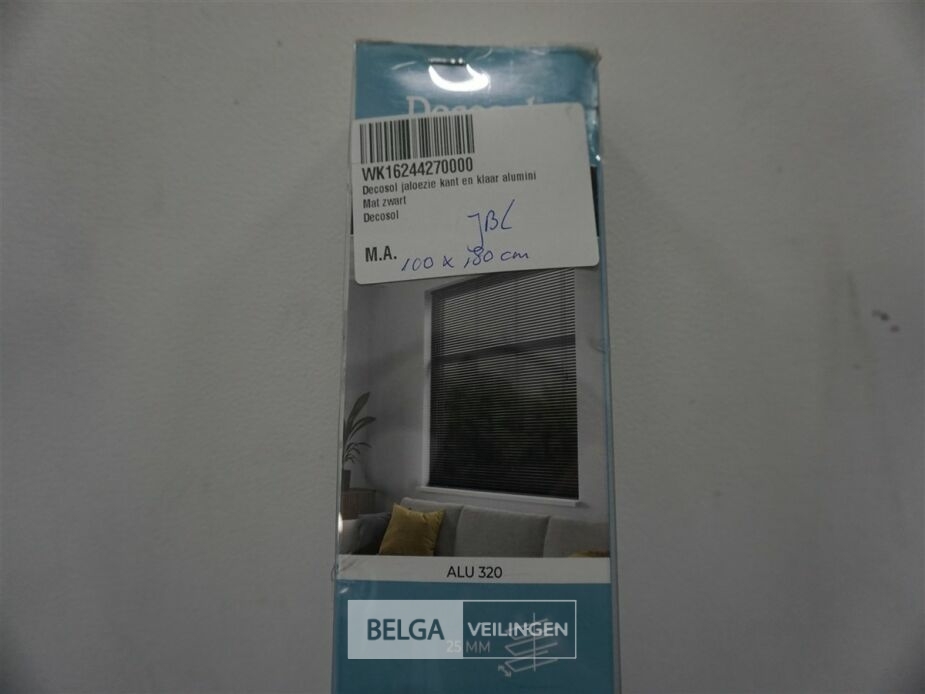 WK16244270000
Decosol jaloezie kant en klaar alumini
Mat zwart
Decosol
JBL
M.A.
100 x 180 cm
ALU 320
BELGA VEILINGEN
25 MM